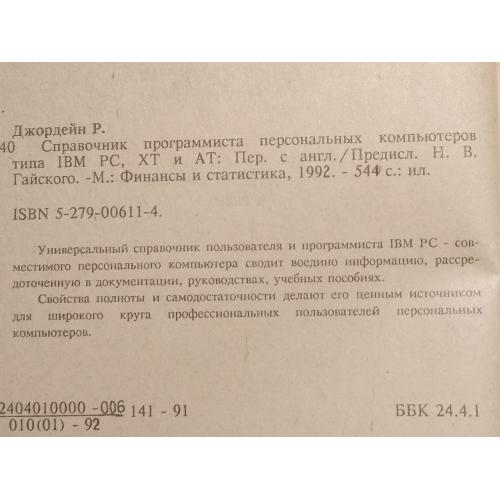 Джордейн Р.
40 Справочник программиста персональных компьютеров
типа IBM PC, XT и AT: Пер. с англ./Предисл. Н. В.
Гайского. -М.: Финансы и статистика, 1992. - 544 с.: ил.
ISBN 5-279-00611-4.
Универсальный справочник пользователя и программиста IBM PC - сов-
местимого персонального компьютера сводит воедино информацию, рассре-
доточенную в документации, руководствах, учебных пособиях.
Свойства полноты и самодостаточности делают его ценным источником
для широкого круга профессиональных пользователей персональных
компьютеров.
2404010000 -006
141 - 91
010(01) - 92
ББК 24.4.1